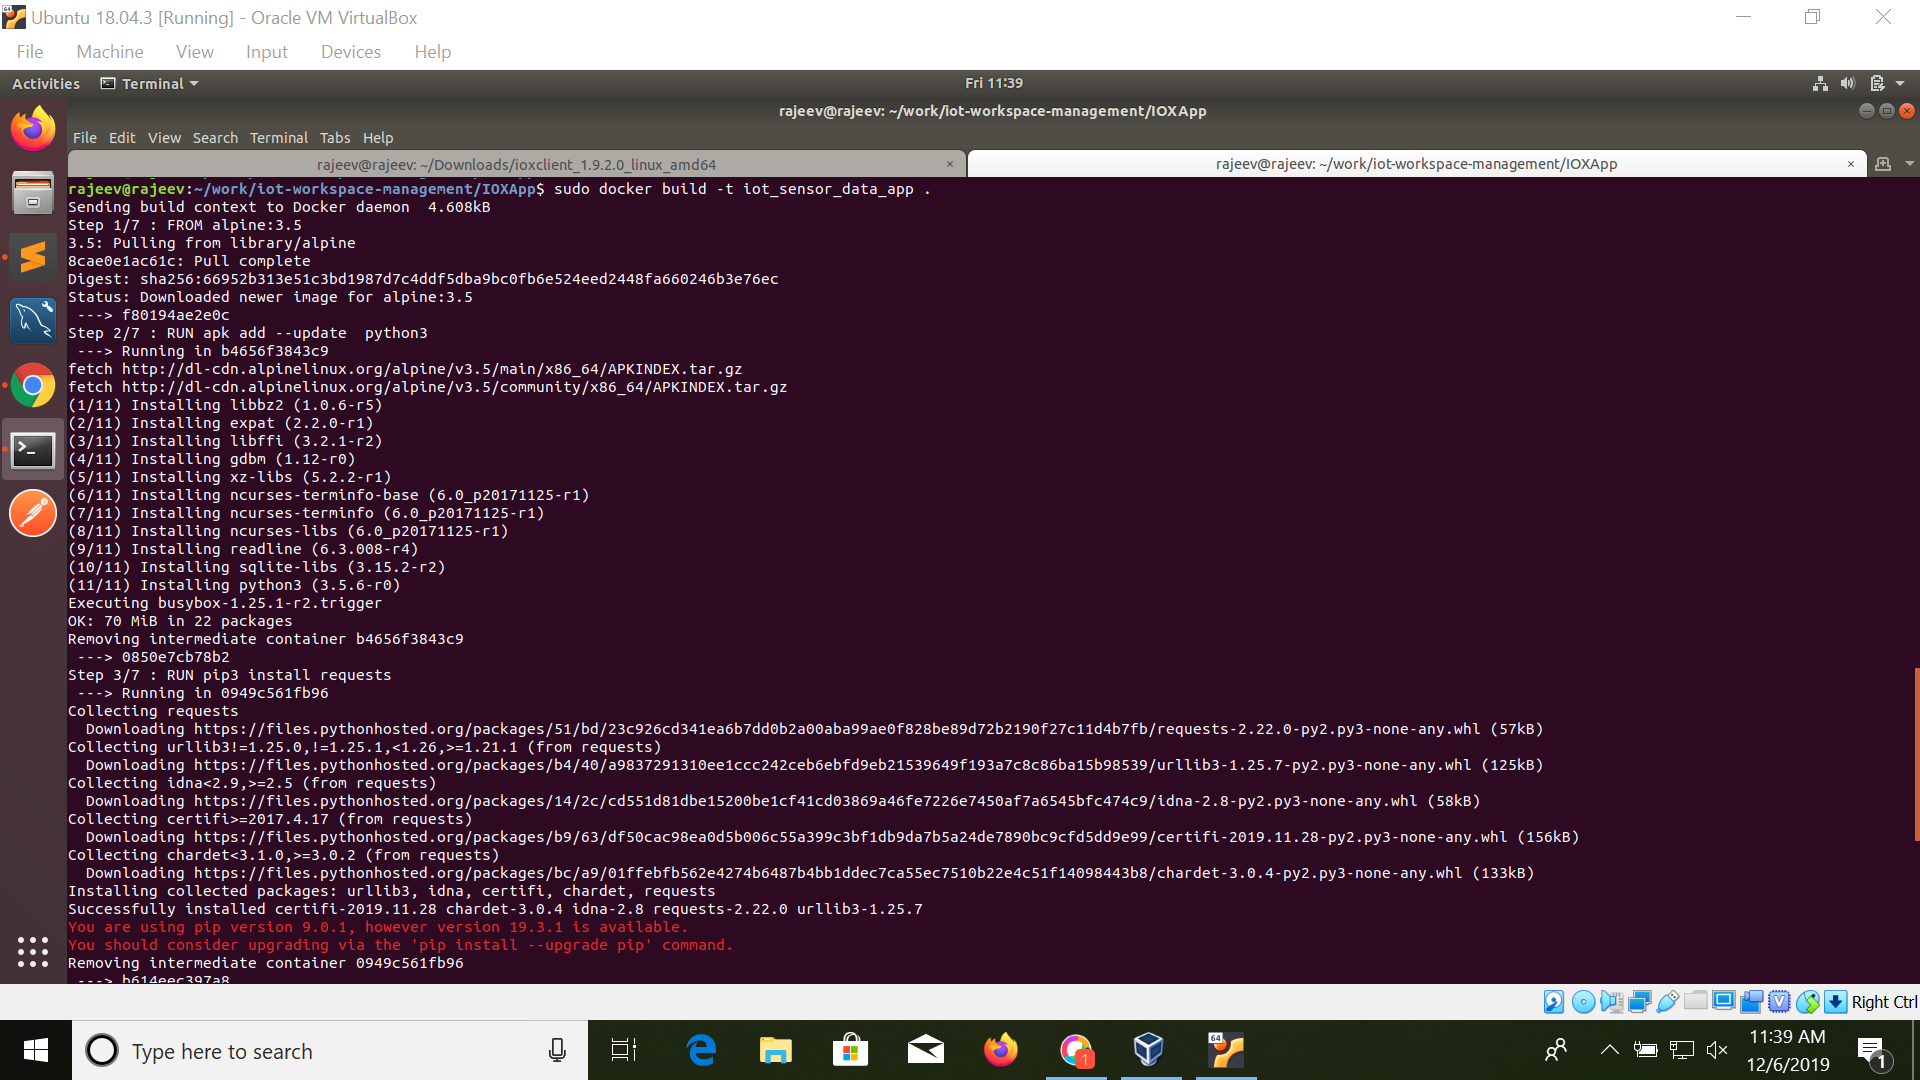 Ubuntu 18.04.3 [Running] - Oracle VM VirtualBox
File Machine View Input Devices Help
Activities Terminal Fri 11:39
rajeev@rajeev: ~/work/iot-workspace-management/IOXApp
File Edit View Search Terminal Tabs Help
rajeev@rajeev: ~/Downloads/ioxclient_1.9.2.0_linux_amd64 × rajeev@rajeev: ~/work/iot-workspace-management/IOXApp ×
rajeev@rajeev:~/work/iot-workspace-management/IOXApp$ sudo docker build -t iot_sensor_data_app .
Sending build context to Docker daemon  4.608kB
Step 1/7 : FROM alpine:3.5
3.5: Pulling from library/alpine
8cae0e1ac61c: Pull complete
Digest: sha256:66952b313e51c3bd1987d7c4ddf5dba9bc0fb6e524eed2448fa660246b3e76ec
Status: Downloaded newer image for alpine:3.5
 ---> f80194ae2e0c
Step 2/7 : RUN apk add --update  python3
 ---> Running in b4656f3843c9
fetch http://dl-cdn.alpinelinux.org/alpine/v3.5/main/x86_64/APKINDEX.tar.gz
fetch http://dl-cdn.alpinelinux.org/alpine/v3.5/community/x86_64/APKINDEX.tar.gz
(1/11) Installing libbz2 (1.0.6-r5)
(2/11) Installing expat (2.2.0-r1)
(3/11) Installing libffi (3.2.1-r2)
(4/11) Installing gdbm (1.12-r0)
(5/11) Installing xz-libs (5.2.2-r1)
(6/11) Installing ncurses-terminfo-base (6.0_p20171125-r1)
(7/11) Installing ncurses-terminfo (6.0_p20171125-r1)
(8/11) Installing ncurses-libs (6.0_p20171125-r1)
(9/11) Installing readline (6.3.008-r4)
(10/11) Installing sqlite-libs (3.15.2-r2)
(11/11) Installing python3 (3.5.6-r0)
Executing busybox-1.25.1-r2.trigger
OK: 70 MiB in 22 packages
Removing intermediate container b4656f3843c9
 ---> 0850e7cb78b2
Step 3/7 : RUN pip3 install requests
 ---> Running in 0949c561fb96
Collecting requests
  Downloading https://files.pythonhosted.org/packages/51/bd/23c926cd341ea6b7dd0b2a00aba99ae0f828be89d72b2190f27c11d4b7fb/requests-2.22.0-py2.py3-none-any.whl (57kB)
Collecting urllib3!=1.25.0,!=1.25.1,<1.26,>=1.21.1 (from requests)
  Downloading https://files.pythonhosted.org/packages/b4/40/a9837291310ee1ccc242ceb6ebfd9eb21539649f193a7c8c86ba15b98539/urllib3-1.25.7-py2.py3-none-any.whl (125kB)
Collecting idna<2.9,>=2.5 (from requests)
  Downloading https://files.pythonhosted.org/packages/14/2c/cd551d81dbe15200be1cf41cd03869a46fe7226e7450af7a6545bfc474c9/idna-2.8-py2.py3-none-any.whl (58kB)
Collecting certifi>=2017.4.17 (from requests)
  Downloading https://files.pythonhosted.org/packages/b9/63/df50cac98ea0d5b006c55a399c3bf1db9da7b5a24de7890bc9cfd5dd9e99/certifi-2019.11.28-py2.py3-none-any.whl (156kB)
Collecting chardet<3.1.0,>=3.0.2 (from requests)
  Downloading https://files.pythonhosted.org/packages/bc/a9/01ffebfb562e4274b6487b4bb1ddec7ca55ec7510b22e4c51f14098443b8/chardet-3.0.4-py2.py3-none-any.whl (133kB)
Installing collected packages: urllib3, idna, certifi, chardet, requests
Successfully installed certifi-2019.11.28 chardet-3.0.4 idna-2.8 requests-2.22.0 urllib3-1.25.7
You are using pip version 9.0.1, however version 19.3.1 is available.
You should consider upgrading via the 'pip install --upgrade pip' command.
Removing intermediate container 0949c561fb96
 ---> b614eec397a8
Right Ctrl
Type here to search
11:39 AM
12/6/2019